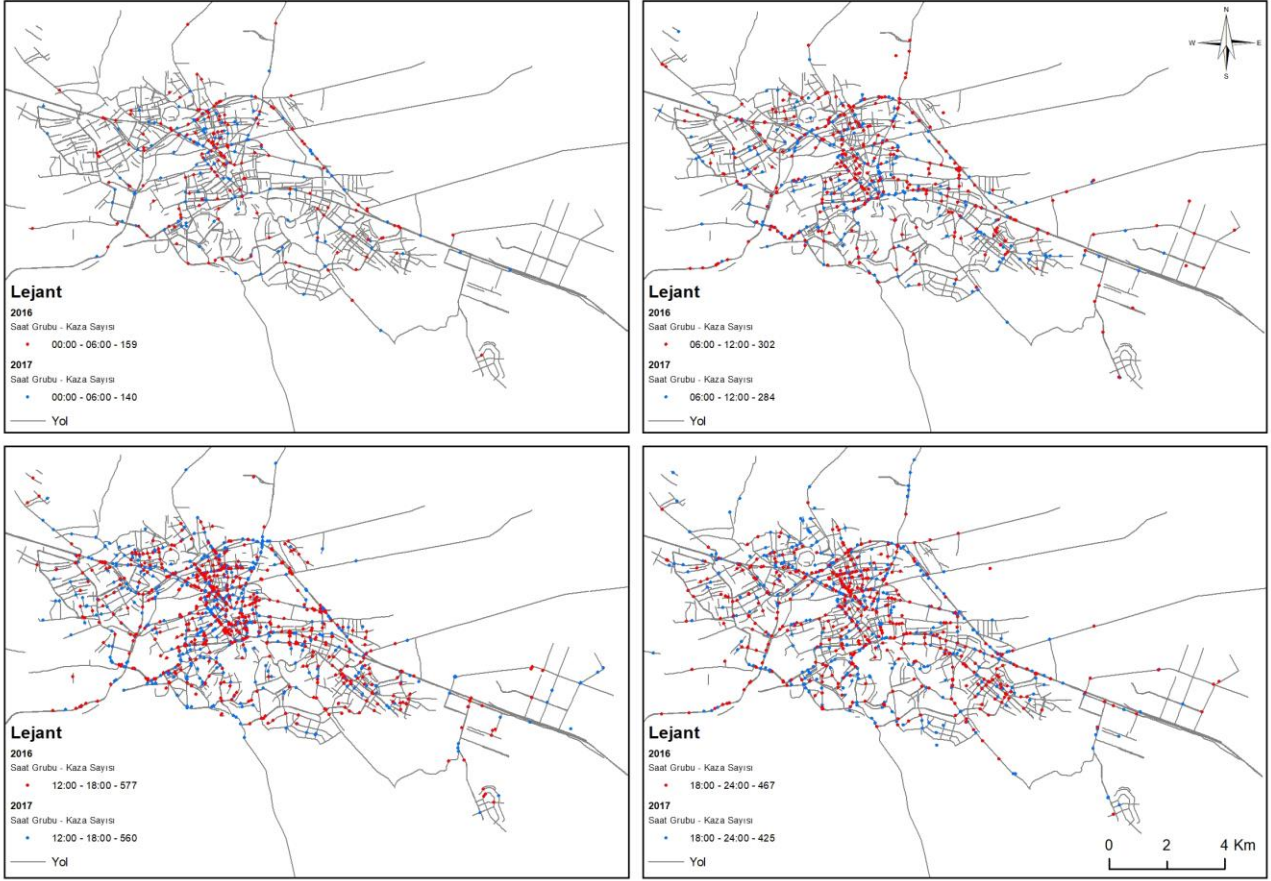 Lejant
2016
Saat Grubu - Kaza Sayısı
00:00 - 06:00 - 159
2017
Saat Grubu - Kaza Sayısı
00:00 - 06:00 - 140
Yol
N
W E
S
Lejant
2016
Saat Grubu - Kaza Sayısı
06:00 - 12:00 - 302
2017
Saat Grubu - Kaza Sayısı
06:00 - 12:00 - 284
Yol
Lejant
2016
Saat Grubu - Kaza Sayısı
12:00 - 18:00 - 577
2017
Saat Grubu - Kaza Sayısı
12:00 - 18:00 - 560
Yol
Lejant
2016
Saat Grubu - Kaza Sayısı
18:00 - 24:00 - 467
2017
Saat Grubu - Kaza Sayısı
18:00 - 24:00 - 425
Yol
0 2 4 Km